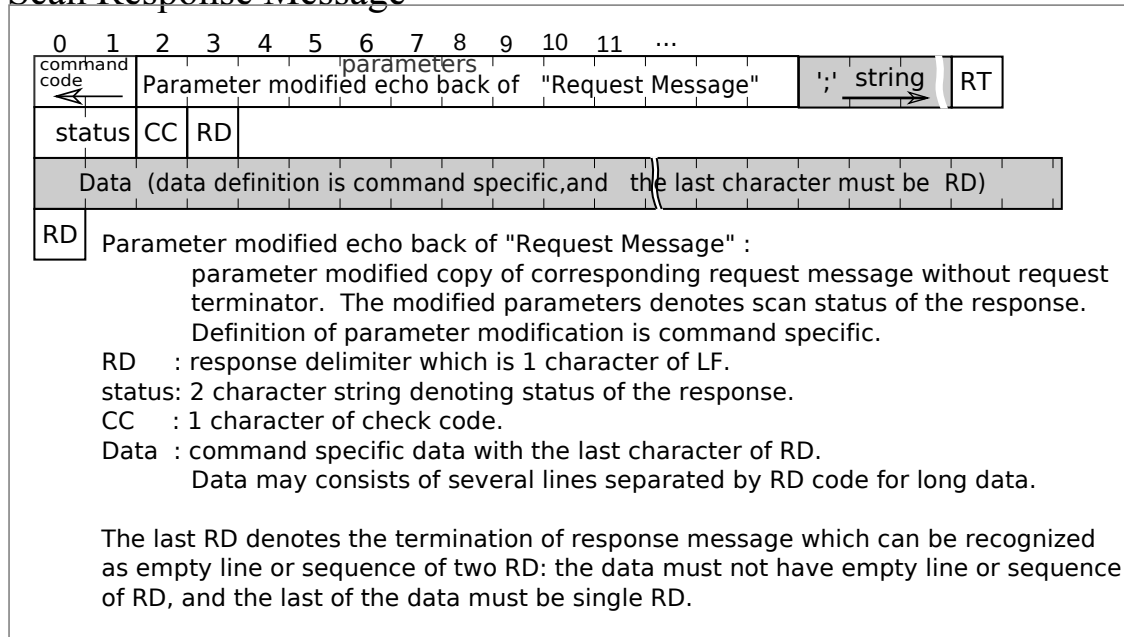 Scan Response Message
0 1 2 3 4 5 6 7 8 9 10 11 ...
command code parameters
Parameter modified echo back of "Request Message" ';' string RT
status CC RD
Data (data definition is command specific,and the last character must be RD)
RD
Parameter modified echo back of "Request Message" :
parameter modified copy of corresponding request message without request
terminator. The modified parameters denotes scan status of the response.
Definition of parameter modification is command specific.
RD : response delimiter which is 1 character of LF.
status: 2 character string denoting status of the response.
CC : 1 character of check code.
Data : command specific data with the last character of RD.
Data may consists of several lines separated by RD code for long data.
The last RD denotes the termination of response message which can be recognized
as empty line or sequence of two RD: the data must not have empty line or sequence
of RD, and the last of the data must be single RD.